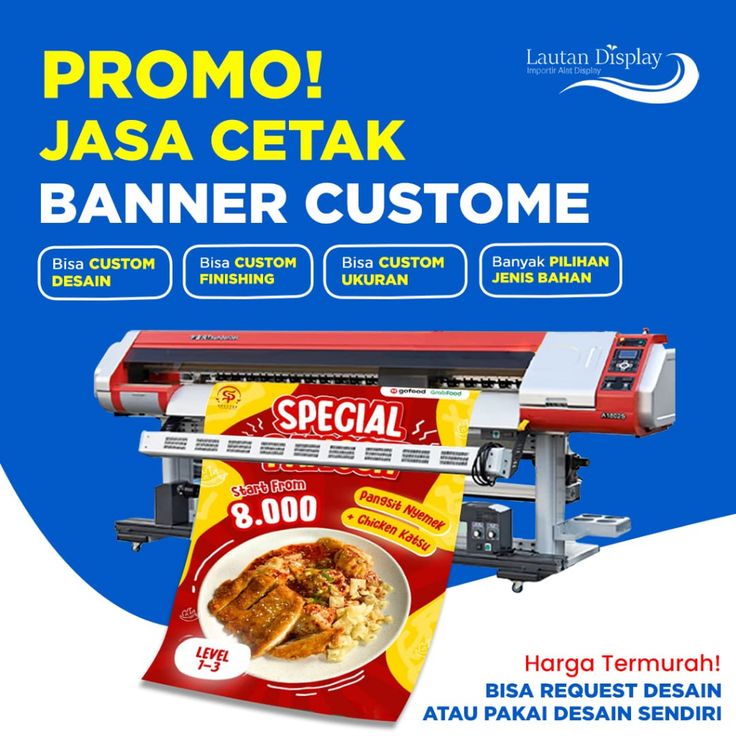 Lautan Display
Importir Alat Display
PROMO!
JASA CETAK
BANNER CUSTOME
Bisa CUSTOM
DESAIN
Bisa CUSTOM
FINISHING
Bisa CUSTOM
UKURAN
Banyak PILIHAN
JENIS BAHAN
A1802S
gofood GrabFood
SPECIAL
Start From
8.000
Pangsit Nyemek
+ Chicken Katsu
LEVEL
1-3
Harga Termurah!
BISA REQUEST DESAIN
ATAU PAKAI DESAIN SENDIRI